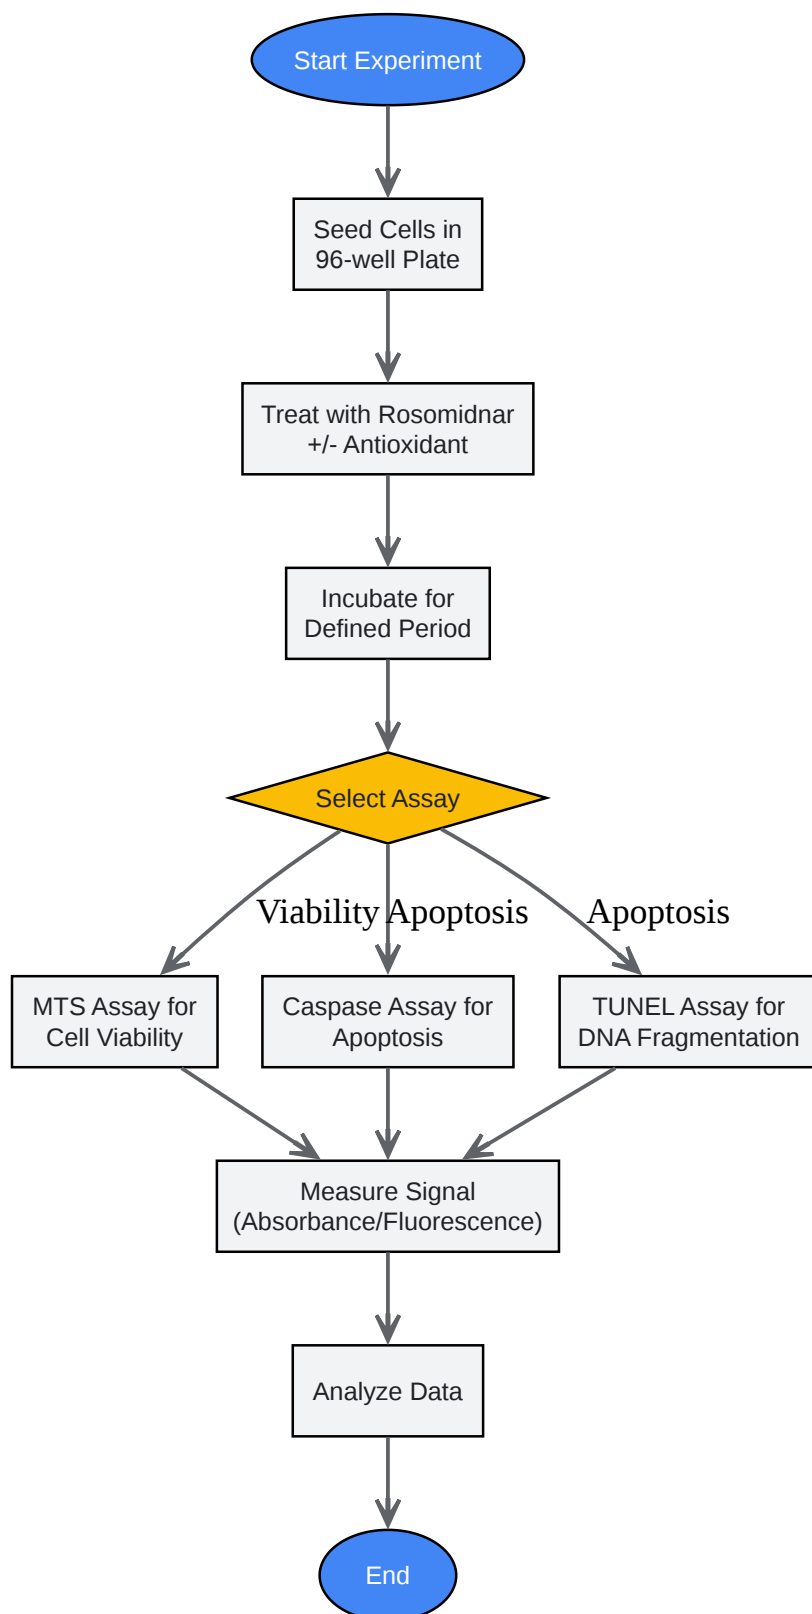 Start Experiment
Seed Cells in
96-well Plate
Treat with Rosomidnar
+/- Antioxidant
Incubate for
Defined Period
Select Assay
Viability
Apoptosis
Apoptosis
MTS Assay for
Cell Viability
Caspase Assay for
Apoptosis
TUNEL Assay for
DNA Fragmentation
Measure Signal
(Absorbance/Fluorescence)
Analyze Data
End